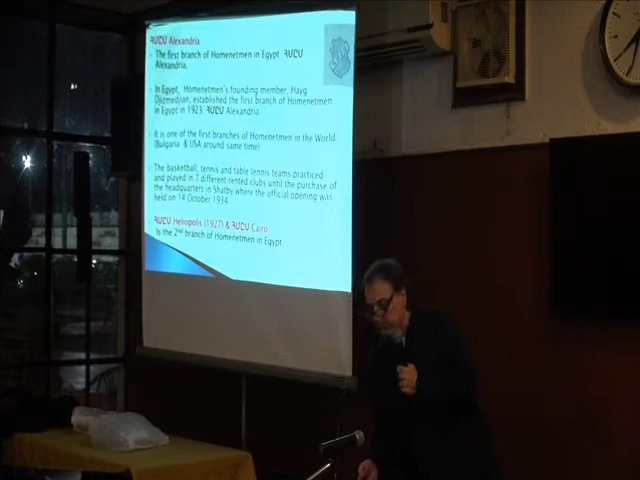 ՀՄԸՄ Alexandria
The first branch of Homenetmen in Egypt ՀՄԸՄ
Alexandria.
In Egypt, Homenetmen's founding member, Hayg
Djizmedjian, established the first branch of Homenetmen
in Egypt in 1923. ՀՄԸՄ Alexandria
It is one of the first branches of Homenetmen in the World
(Bulgaria & USA around same time)
The basketball, tennis and table tennis teams practiced
and played in 7 different rented clubs until the purchase of
the headquarters in Shatby where the official opening was
held on 14 October 1934
ՀՄԸՄ Heliopolis (1927) & ՀՄԸՄ Cairo
Is the 2nd branch of Homenetmen in Egypt